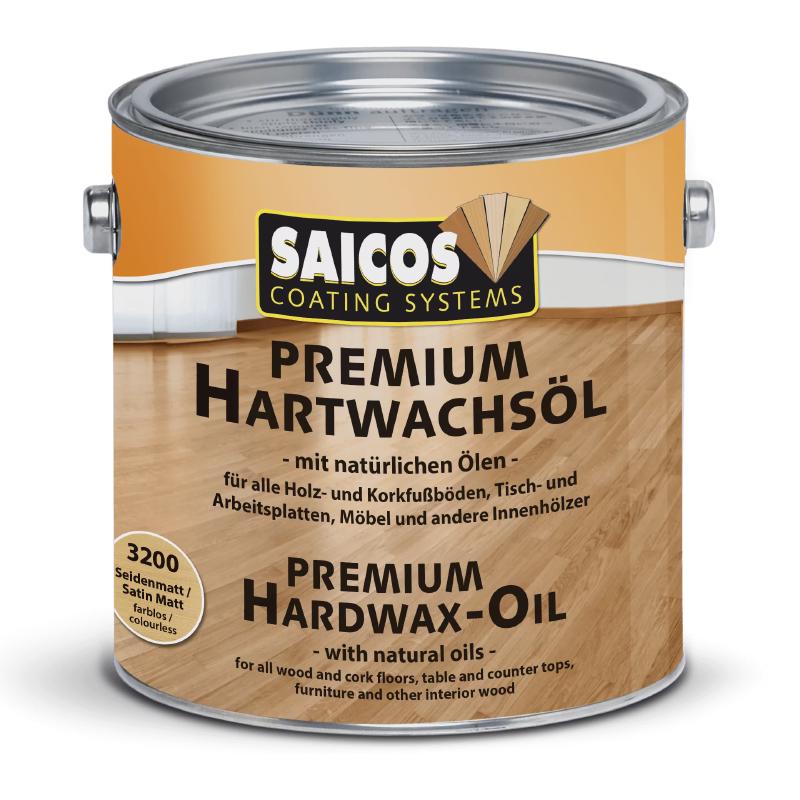 Dünn auftragen
SAICOS
COATING SYSTEMS
PREMIUM
HARTWACHSÖL
- mit natürlichen Ölen -
für alle Holz- und Korkfußböden, Tisch- und
Arbeitsplatten, Möbel und andere Innenhölzer
3200
Seidenmatt /
Satin Matt
farblos /
colourless
PREMIUM
HARDWAX-OIL
- with natural oils -
for all wood and cork floors, table and counter tops,
furniture and other interior wood